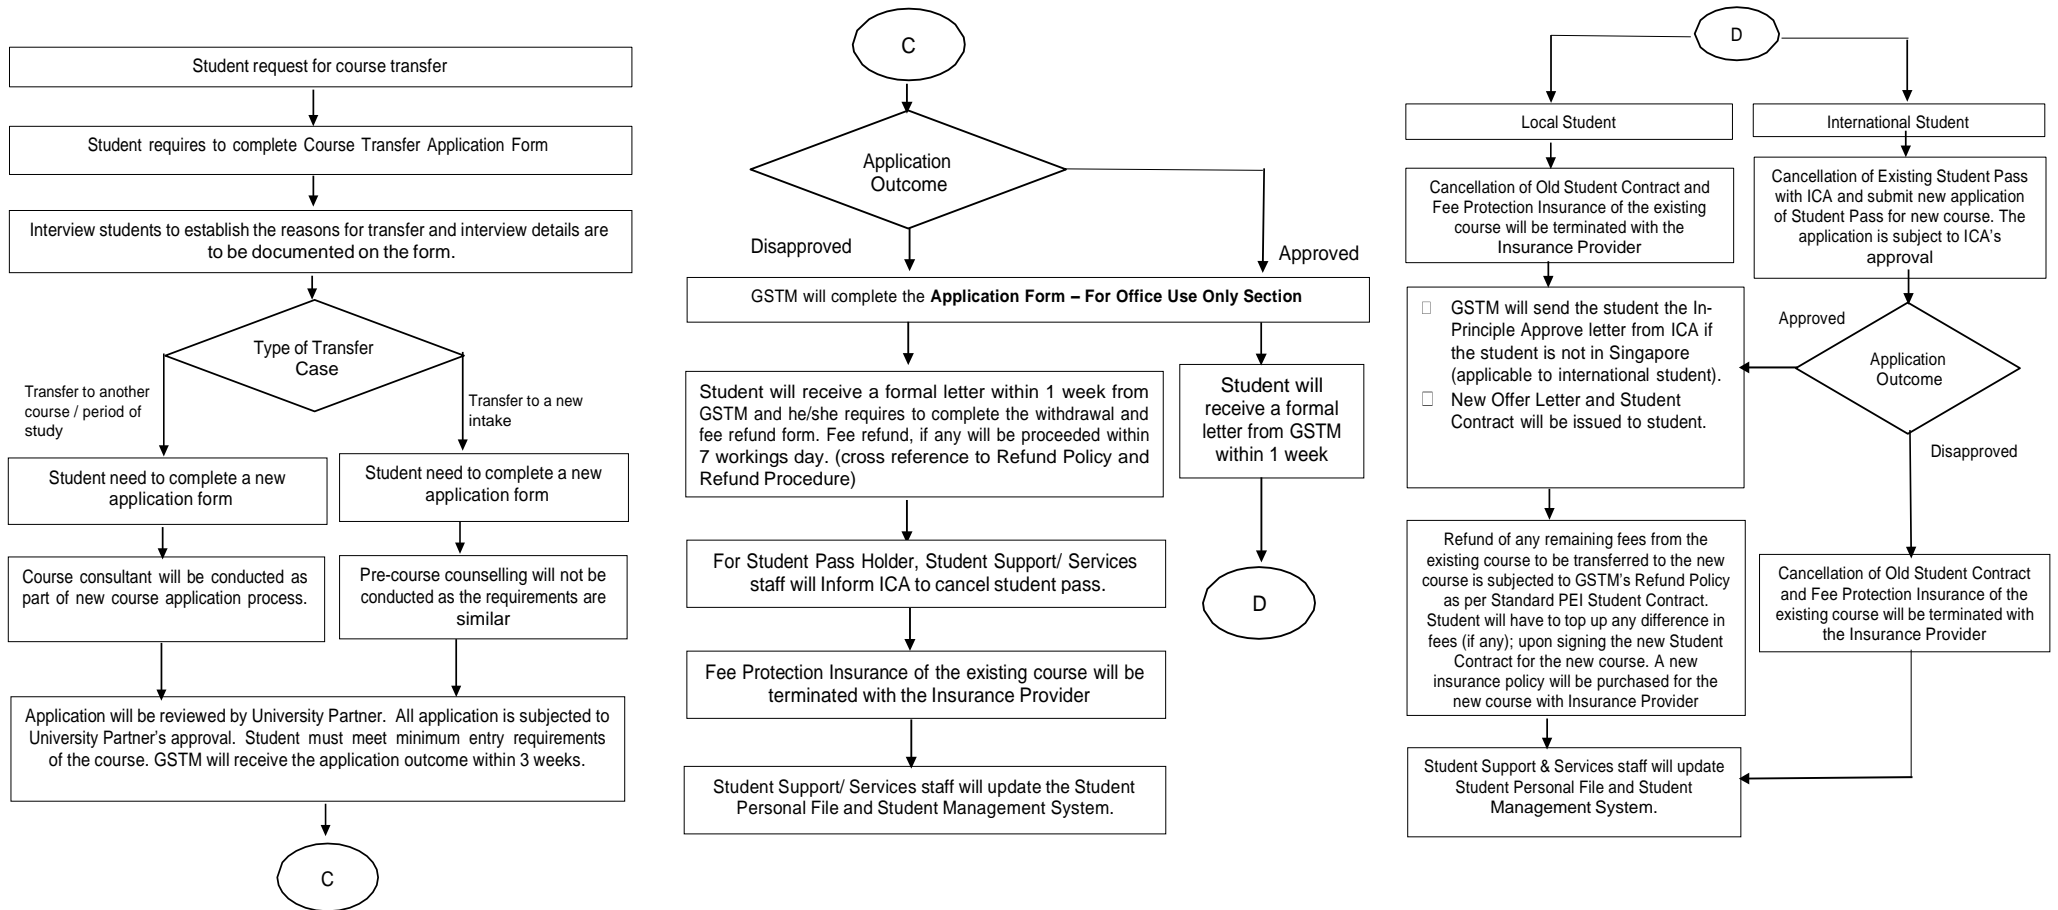 Student request for course transfer
Student requires to complete Course Transfer Application Form
Interview students to establish the reasons for transfer and interview details are
to be documented on the form.
Type of Transfer
Case
Transfer to another
course / period of
study
Transfer to a new
intake
Student need to complete a new
application form
Student need to complete a new
application form
Course consultant will be conducted as
part of new course application process.
Pre-course counselling will not be
conducted as the requirements are
similar
Application will be reviewed by University Partner. All application is subjected to
University Partner's approval. Student must meet minimum entry requirements
of the course. GSTM will receive the application outcome within 3 weeks.
C
C
Application
Outcome
Disapproved
Approved
GSTM will complete the Application Form – For Office Use Only Section
Student will receive a formal letter within 1 week from
GSTM and he/she requires to complete the withdrawal and
fee refund form. Fee refund, if any will be proceeded within
7 workings day. (cross reference to Refund Policy and
Refund Procedure)
Student will
receive a formal
letter from GSTM
within 1 week
For Student Pass Holder, Student Support/ Services
staff will Inform ICA to cancel student pass.
D
Fee Protection Insurance of the existing course will be
terminated with the Insurance Provider
Student Support/ Services staff will update the Student
Personal File and Student Management System.
D
Local Student
International Student
Cancellation of Old Student Contract and
Fee Protection Insurance of the existing
course will be terminated with the
Insurance Provider
Cancellation of Existing Student Pass
with ICA and submit new application
of Student Pass for new course. The
application is subject to ICA's
approval
GSTM will send the student the In-
Principle Approve letter from ICA if
the student is not in Singapore
(applicable to international student).
New Offer Letter and Student
Contract will be issued to student.
Approved
Application
Outcome
Disapproved
Refund of any remaining fees from the
existing course to be transferred to the new
course is subjected to GSTM's Refund Policy
as per Standard PEI Student Contract.
Student will have to top up any difference in
fees (if any); upon signing the new Student
Contract for the new course. A new
insurance policy will be purchased for the
new course with Insurance Provider
Cancellation of Old Student Contract
and Fee Protection Insurance of the
existing course will be terminated with
the Insurance Provider
Student Support & Services staff will update
Student Personal File and Student
Management System.